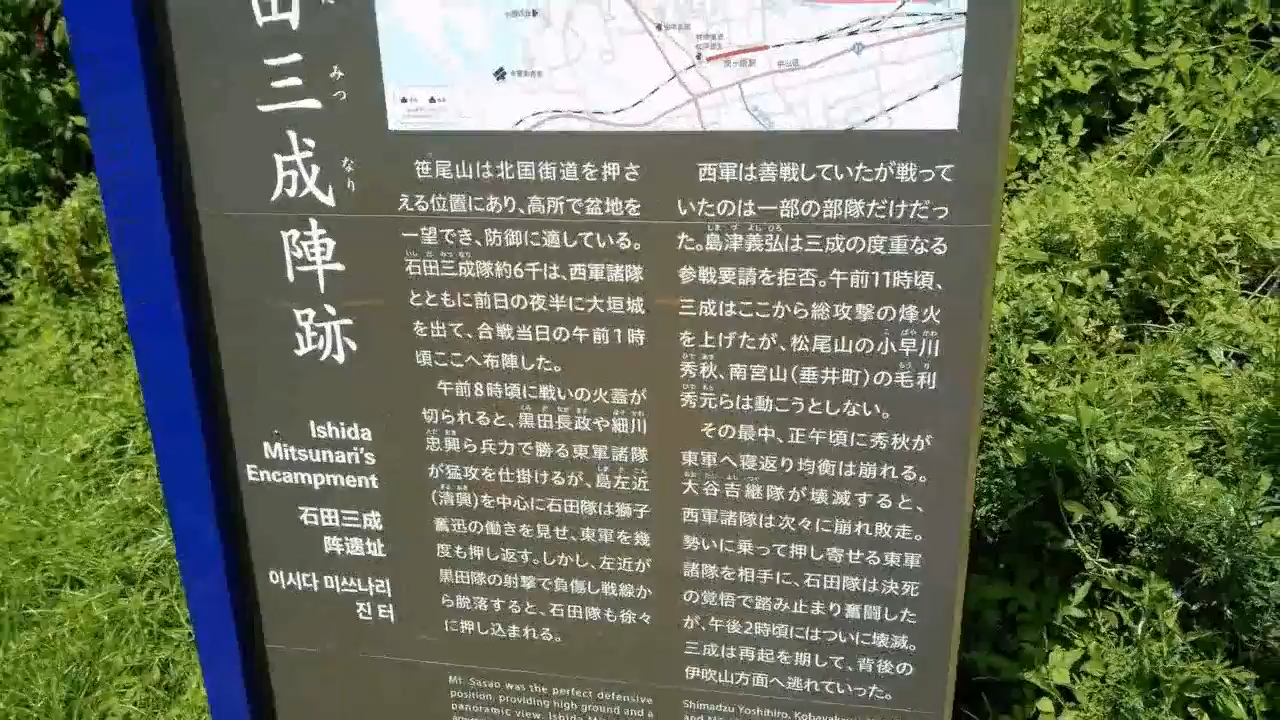 田三成陣跡
みつ
なり
Ishida
Mitsunari's
Encampment
石田三成
阵遗址
이시다 미쓰나리
진 터
笹尾山は北国街道を押さ
える位置にあり、高所で盆地を
一望でき、防御に適している。
石田三成隊約6千は、西軍諸隊
とともに前日の夜半に大垣城
を出て、合戦当日の午前1時
頃ここへ布陣した。
午前8時頃に戦いの火蓋が
切られると、黒田長政や細川
忠興ら兵力で勝る東軍諸隊
が猛攻を仕掛けるが、島左近
(清興)を中心に石田隊は獅子
奮迅の働きを見せ、東軍を幾
度も押し返す。しかし、左近が
黒田隊の射撃で負傷し戦線か
ら脱落すると、石田隊も徐々
に押し込まれる。
西軍は善戦していたが戦って
いたのは一部の部隊だけだっ
た。島津義弘は三成の度重なる
参戦要請を拒否。午前11時頃、
三成はここから総攻撃の烽火
を上げたが、松尾山の小早川
秀秋、南宮山(垂井町)の毛利
秀元らは動こうとしない。
その最中、正午頃に秀秋が
東軍へ寝返り均衡は崩れる。
大谷吉継隊が壊滅すると、
西軍諸隊は次々に崩れ敗走。
勢いに乗って押し寄せる東軍
諸隊を相手に、石田隊は決死
の覚悟で踏み止まり奮闘した
が、午後2時頃にはついに壊滅。
三成は再起を期して、背後の
伊吹山方面へ逃れていった。
Mt. Sasao was the perfect defensive
position, providing high ground and a
panoramic view. Ishida
Shimadzu Yoshihiro,